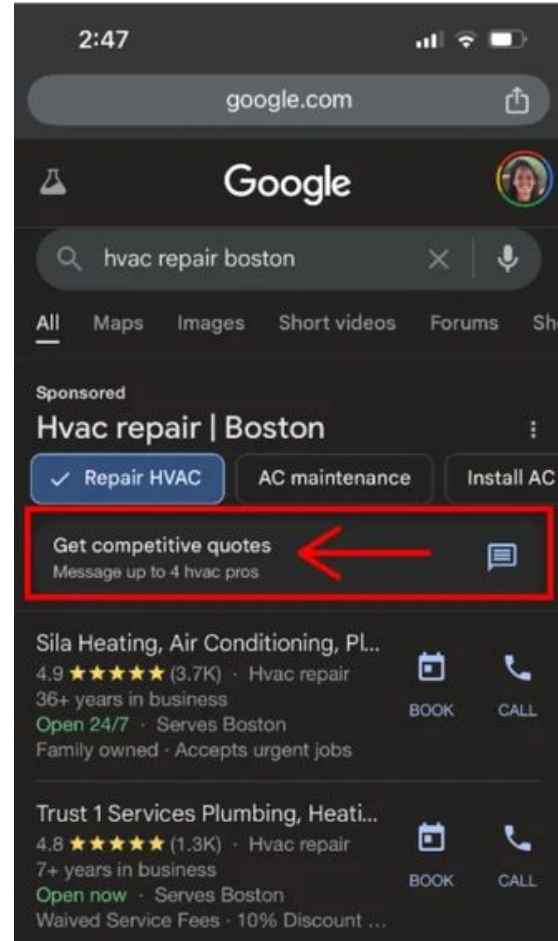 2:47
google.com
Google
hvac repair boston
All Maps Images Short videos Forums Sh
Sponsored
Hvac repair | Boston
Repair HVAC AC maintenance Install AC
Get competitive quotes
Message up to 4 hvac pros
Sila Heating, Air Conditioning, Pl...
4.9 ★★★★★ (3.7K) · Hvac repair
36+ years in business
Open 24/7 · Serves Boston
Family owned · Accepts urgent jobs
BOOK CALL
Trust 1 Services Plumbing, Heati...
4.8 ★★★★★ (1.3K) · Hvac repair
7+ years in business
Open now · Serves Boston
Waived Service Fees · 10% Discount ...
BOOK CALL